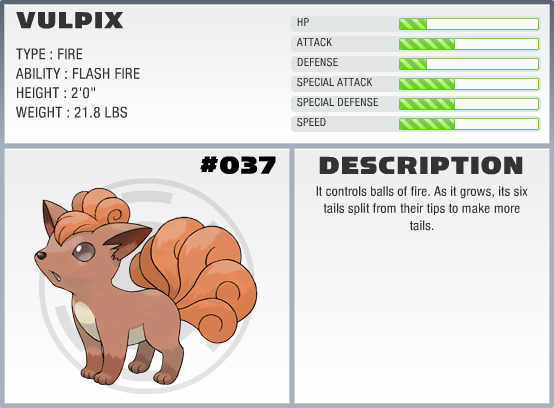 VULPIX
TYPE : FIRE
ABILITY : FLASH FIRE
HEIGHT : 2'0"
WEIGHT : 21.8 LBS
HP
ATTACK
DEFENSE
SPECIAL ATTACK
SPECIAL DEFENSE
SPEED
#037
DESCRIPTION
It controls balls of fire. As it grows, its six
tails split from their tips to make more
tails.